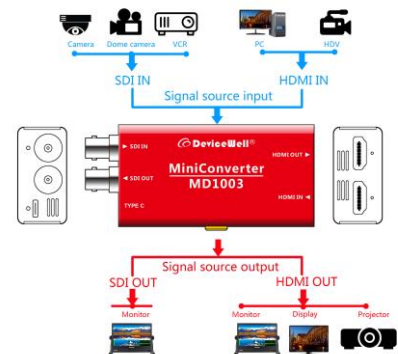 Camera
Dome camera
VCR
PC
HDV
SDI IN
HDMI IN
Signal source input
▶ SDI IN
DeviceWell®
HDMI OUT ▶
MiniConverter
◀ SDI OUT
MD1003
TYPE C
HDMI IN ◀
Signal source output
SDI OUT
HDMI OUT
Monitor
Monitor
Display
Projector